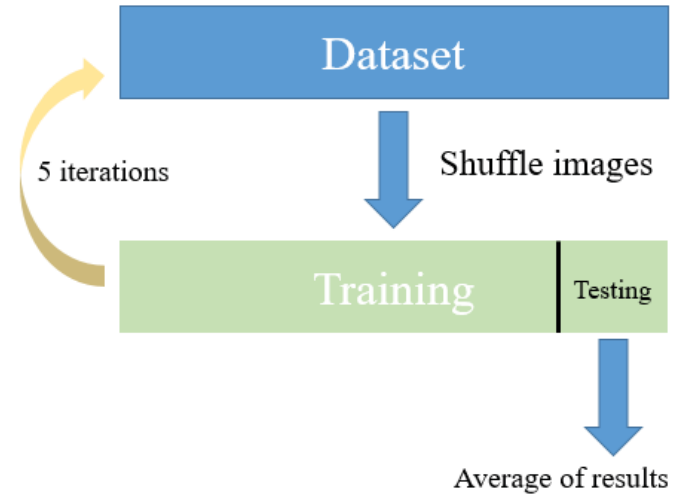 Dataset
5 iterations
Shuffle images
Training
Testing
Average of results